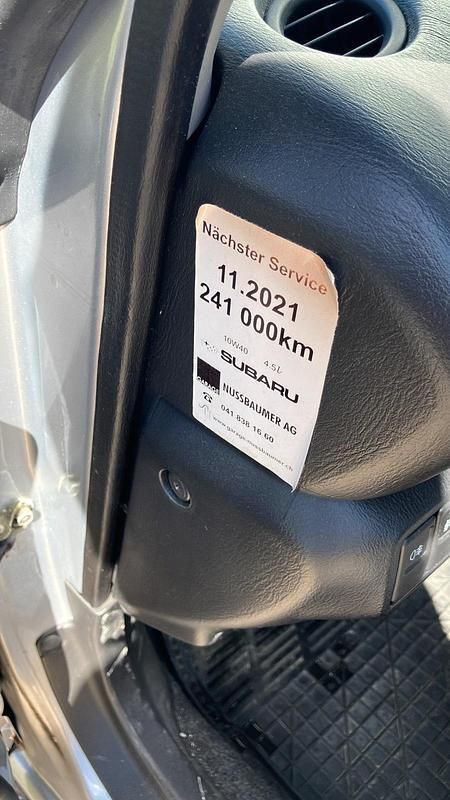 Nächster Service
11.2021
241 000km
10W40 4.5L
SUBARU
GARAGE
NUSSBAUMER AG
041 838 16 60
www.garage-nussbaumer.ch